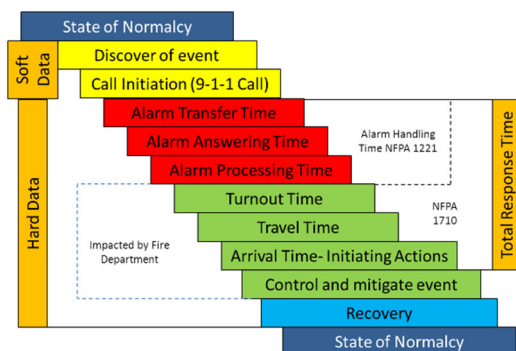 State of Normalcy
Soft Data
Discover of event
Call Initiation (9-1-1 Call)
Alarm Transfer Time
Alarm Answering Time
Alarm Processing Time
Alarm Handling
Time NFPA 1221
Turnout Time
Travel Time
Arrival Time- Initiating Actions
Control and mitigate event
NFPA
1710
Impacted by Fire
Department
Hard Data
Total Response Time
Recovery
State of Normalcy